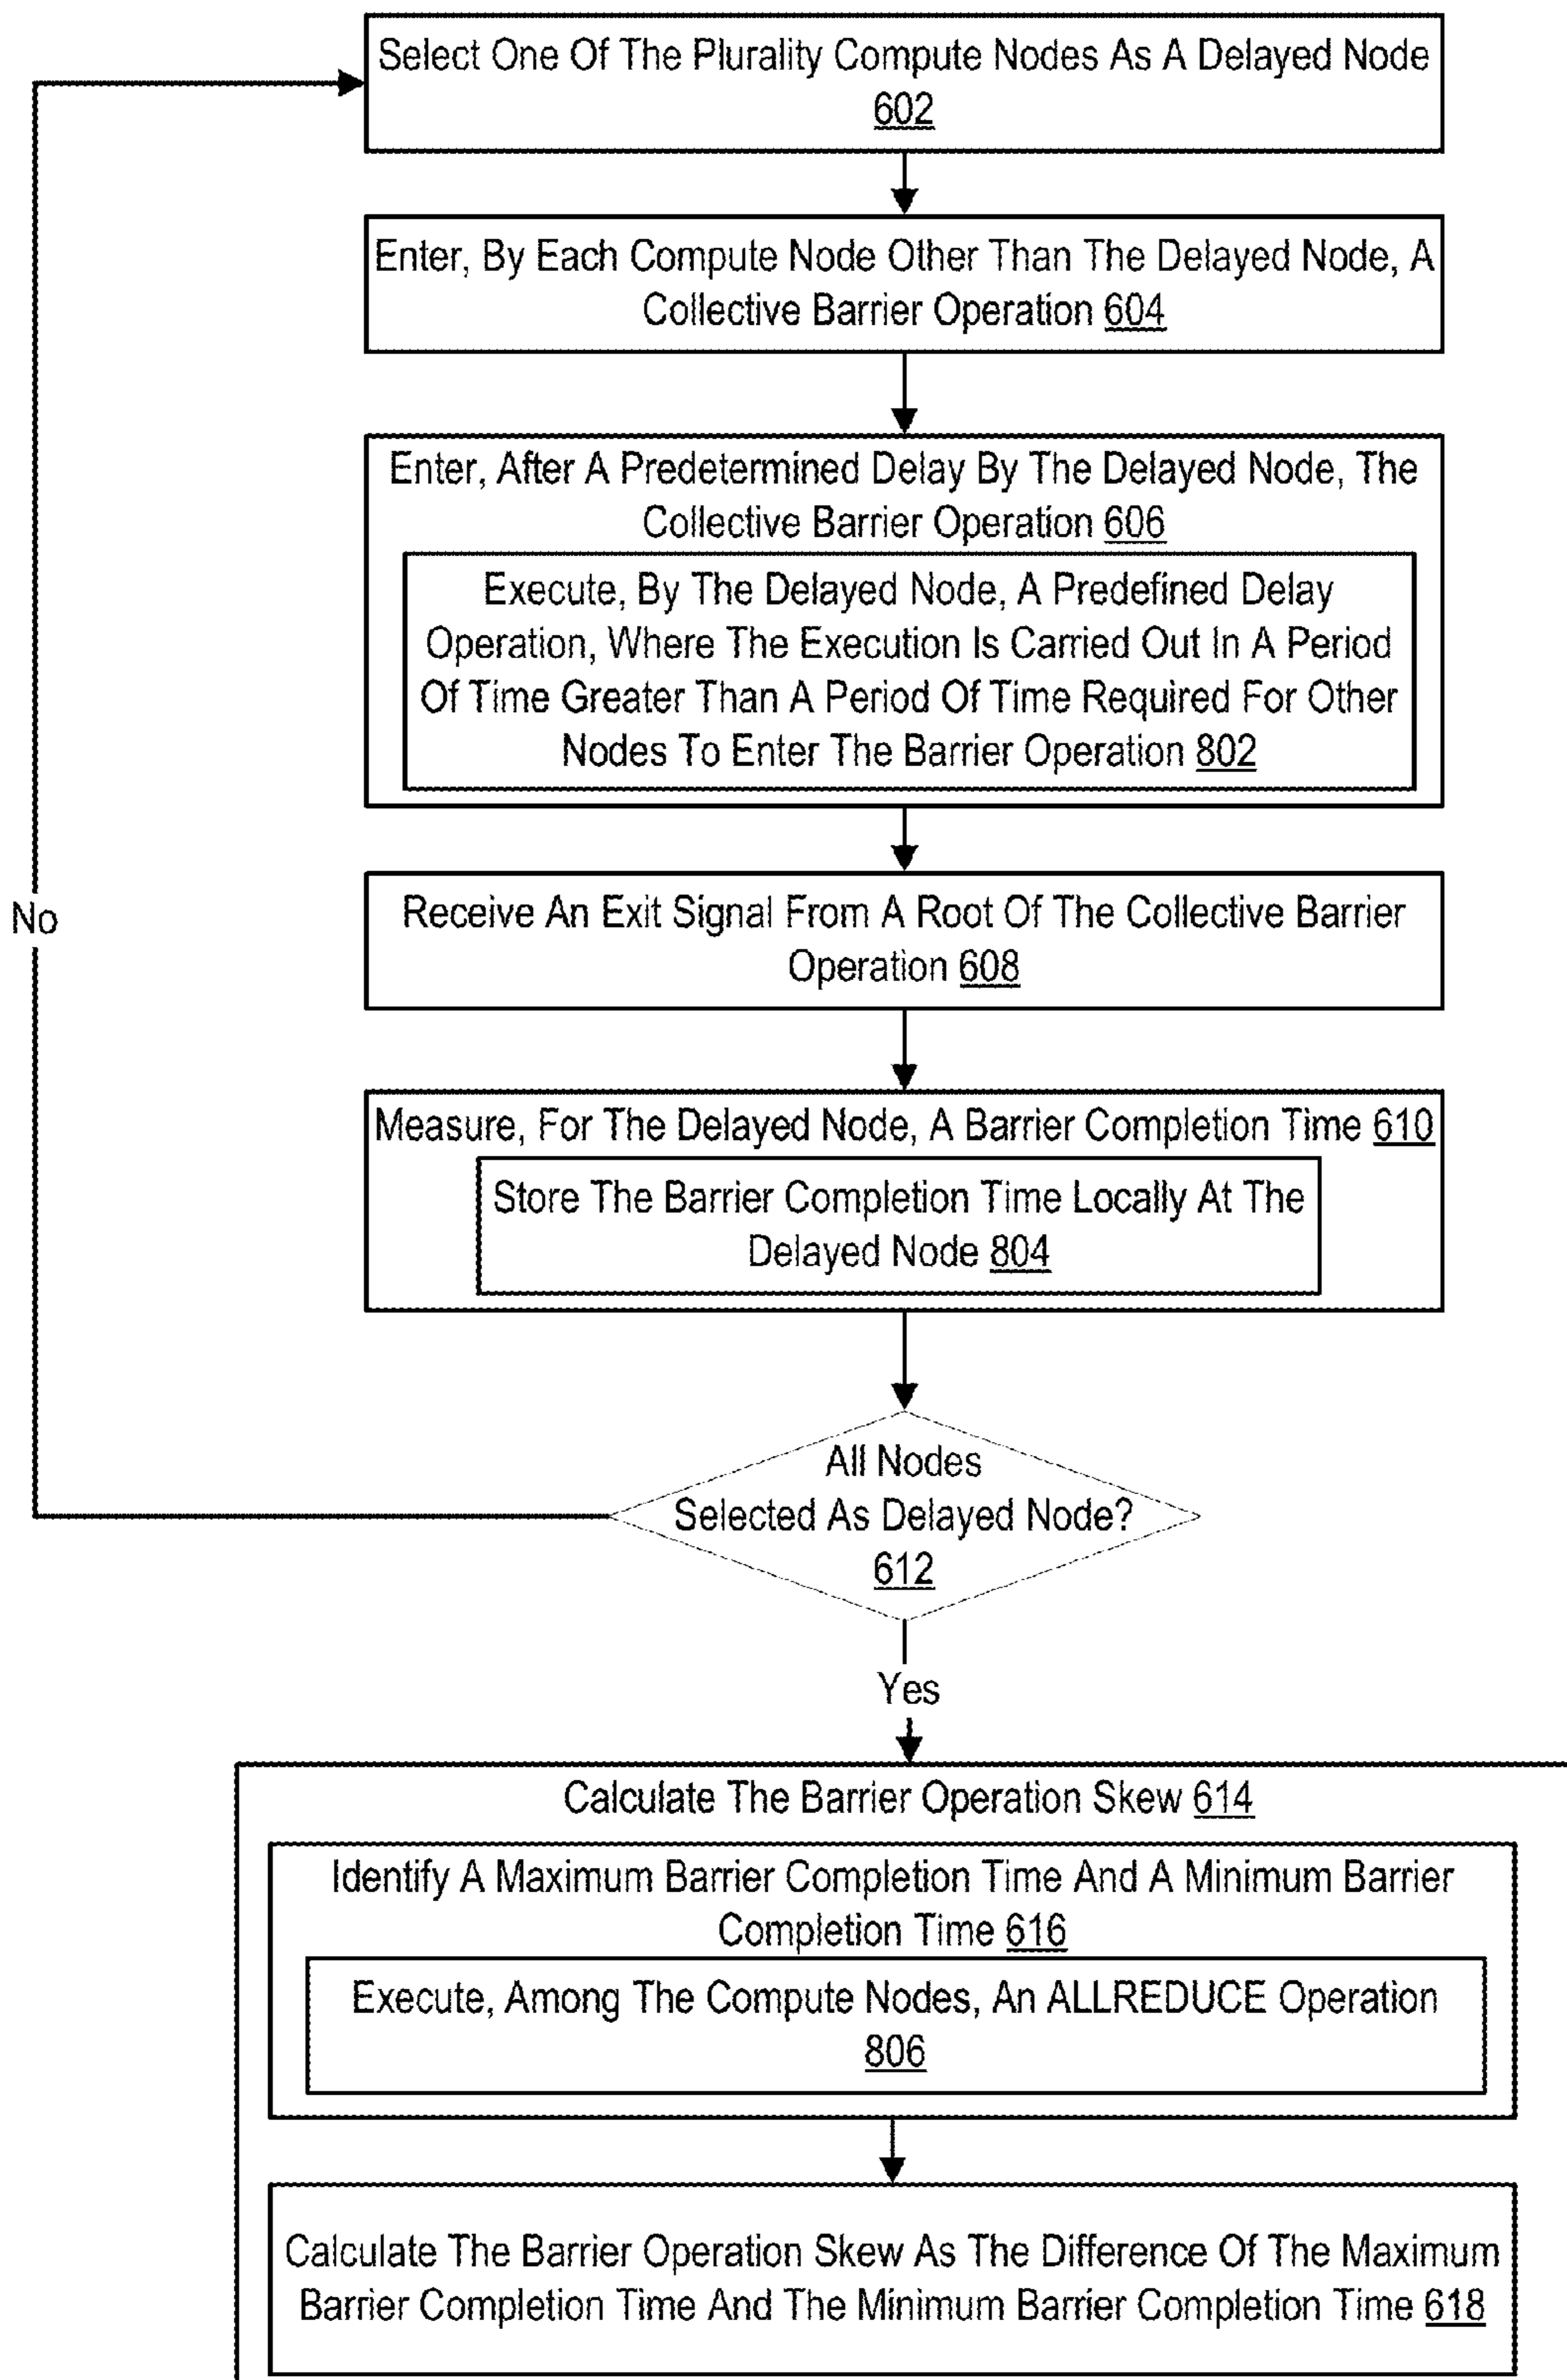 Select One Of The Plurality Compute Nodes As A Delayed Node
602
Enter, By Each Compute Node Other Than The Delayed Node, A
Collective Barrier Operation 604
Enter, After A Predetermined Delay By The Delayed Node, The
Collective Barrier Operation 606
Execute, By The Delayed Node, A Predefined Delay
Operation, Where The Execution Is Carried Out In A Period
Of Time Greater Than A Period Of Time Required For Other
Nodes To Enter The Barrier Operation 802
No
Receive An Exit Signal From A Root Of The Collective Barrier
Operation 608
Measure, For The Delayed Node, A Barrier Completion Time 610
Store The Barrier Completion Time Locally At The
Delayed Node 804
All Nodes
Selected As Delayed Node?
612
Yes
Calculate The Barrier Operation Skew 614
Identify A Maximum Barrier Completion Time And A Minimum Barrier
Completion Time 616
Execute, Among The Compute Nodes, An ALLREDUCE Operation
806
Calculate The Barrier Operation Skew As The Difference Of The Maximum
Barrier Completion Time And The Minimum Barrier Completion Time 618